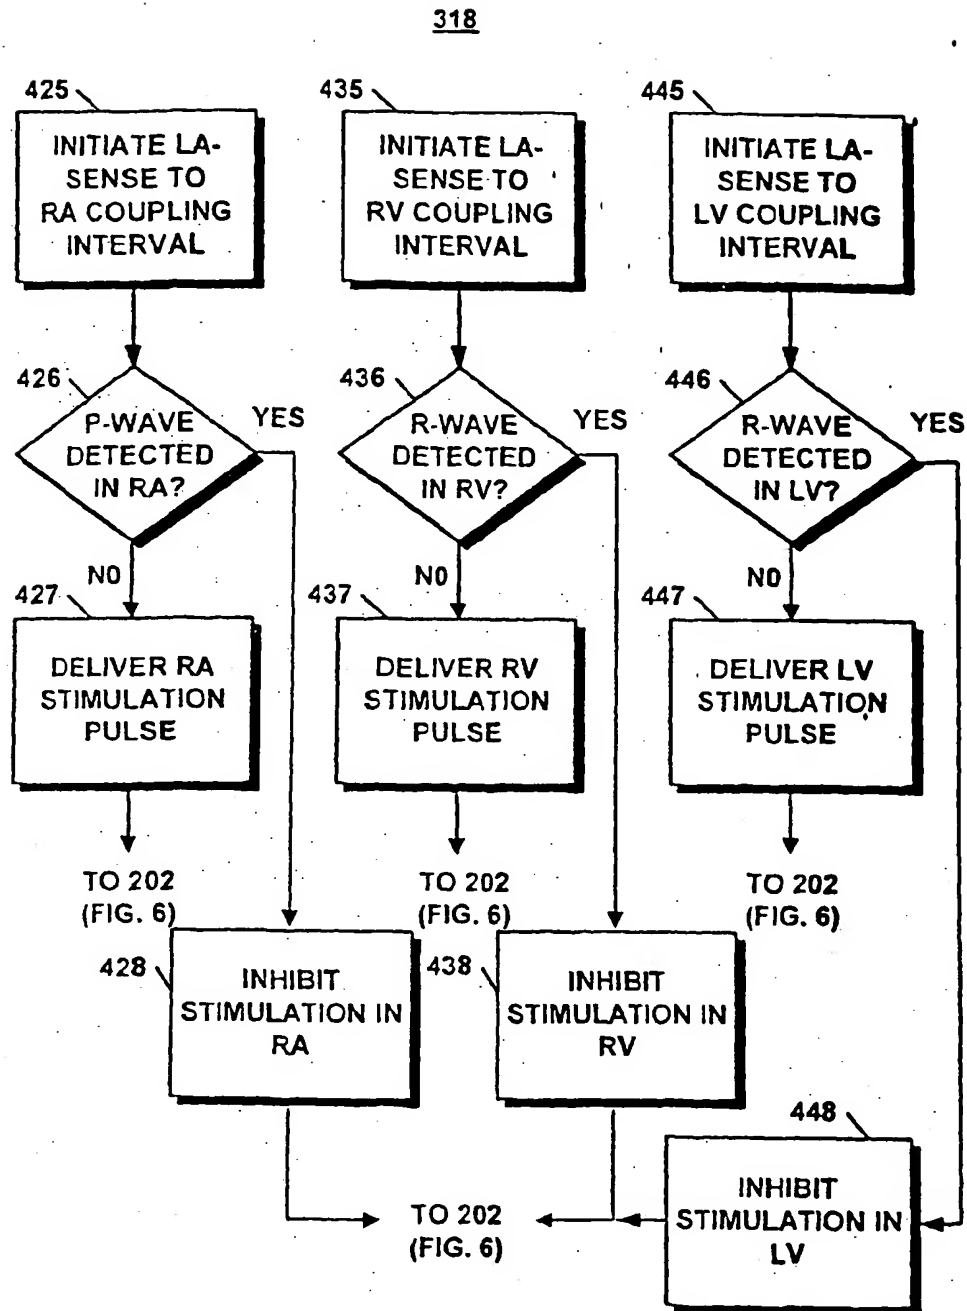 318
425
INITIATE LA-
SENSE TO
RA COUPLING
INTERVAL
435
INITIATE LA-
SENSE TO
RV COUPLING
INTERVAL
445
INITIATE LA-
SENSE TO
LV COUPLING
INTERVAL
426
P-WAVE
DETECTED
IN RA?
YES
NO
436
R-WAVE
DETECTED
IN RV?
YES
NO
446
R-WAVE
DETECTED
IN LV?
YES
NO
427
DELIVER RA
STIMULATION
PULSE
437
DELIVER RV
STIMULATION
PULSE
447
DELIVER LV
STIMULATION
PULSE
TO 202
(FIG. 6)
TO 202
(FIG. 6)
TO 202
(FIG. 6)
428
INHIBIT
STIMULATION IN
RA
438
INHIBIT
STIMULATION IN
RV
448
INHIBIT
STIMULATION IN
LV
TO 202
(FIG. 6)